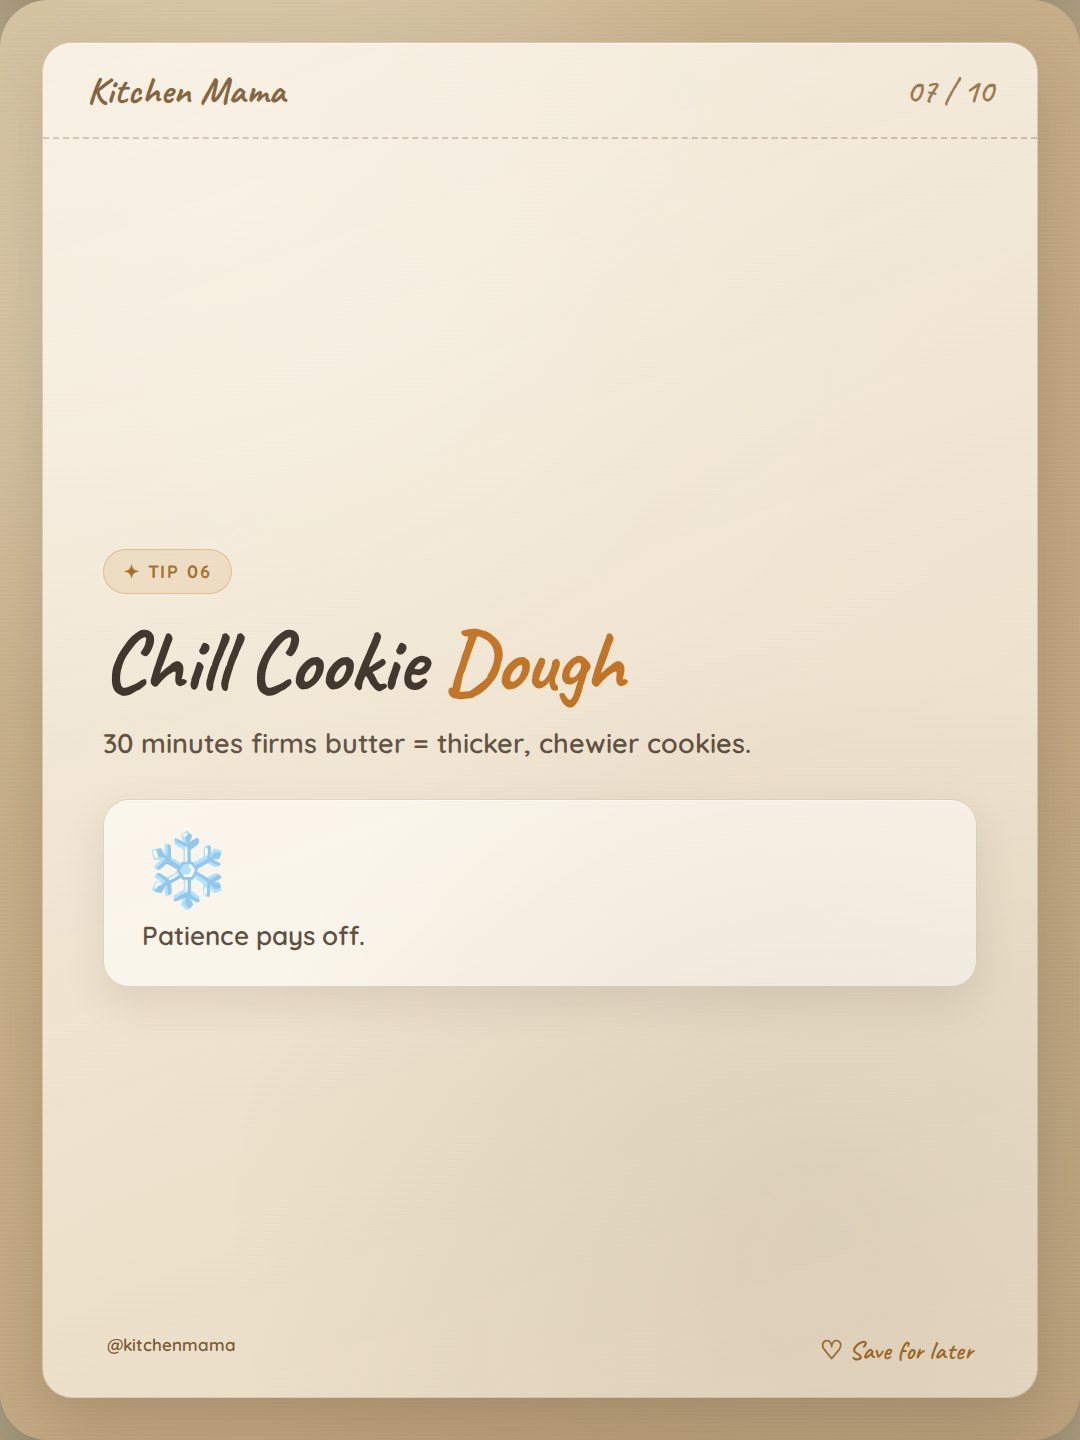 Kitchen Mama
07 / 10
✦ TIP 06
Chill Cookie Dough
30 minutes firms butter = thicker, chewier cookies.
Patience pays off.
@kitchenmama
♡ Save for later